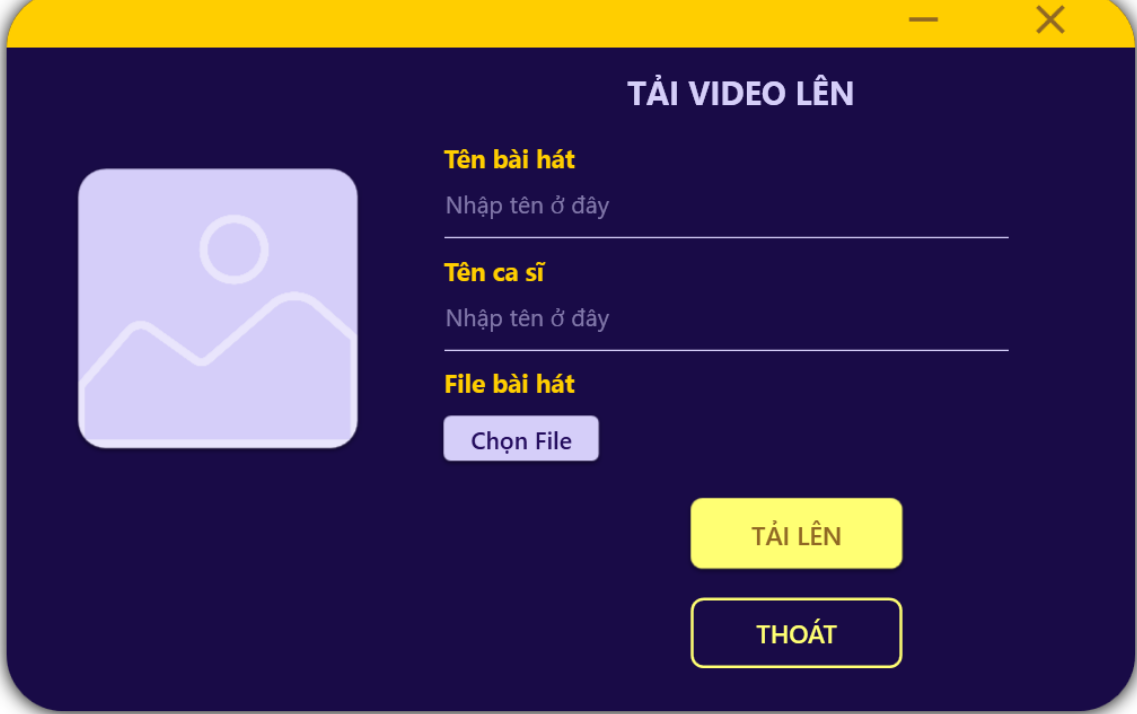 TẢI VIDEO LÊN
Tên bài hát
Nhập tên ở đây
Tên ca sĩ
Nhập tên ở đây
File bài hát
Chọn File
TẢI LÊN
THOÁT